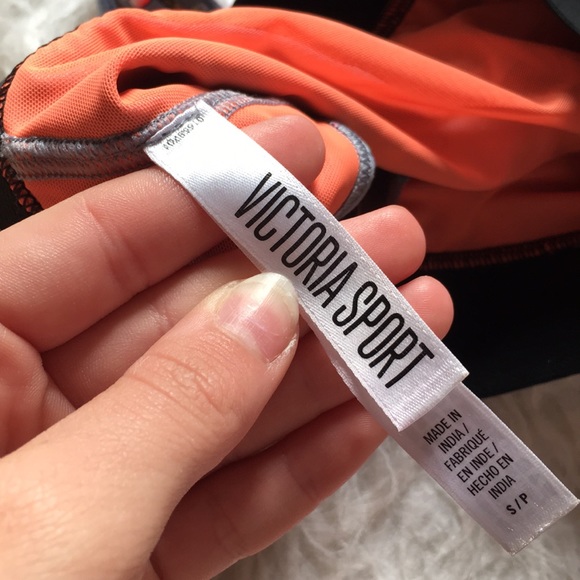 VICTORIA SPORT
MADE IN
INDIA /
FABRIQUÉ
EN INDE /
HECHO EN
INDIA
S / P